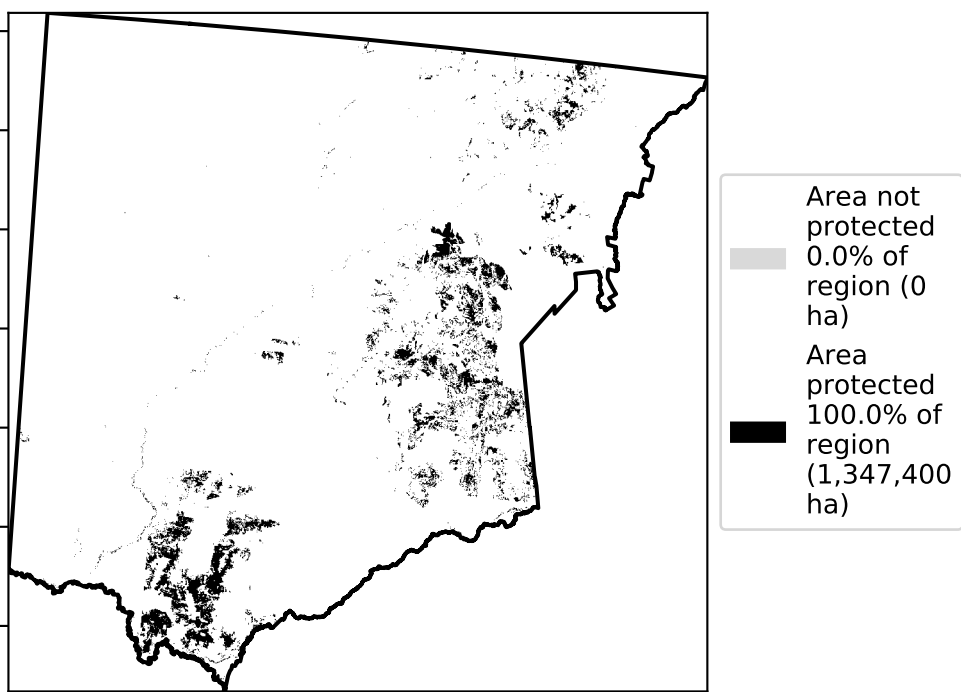 Area not
protected
0.0% of
region (0
ha)
Area
protected
100.0% of
region
(1,347,400
ha)